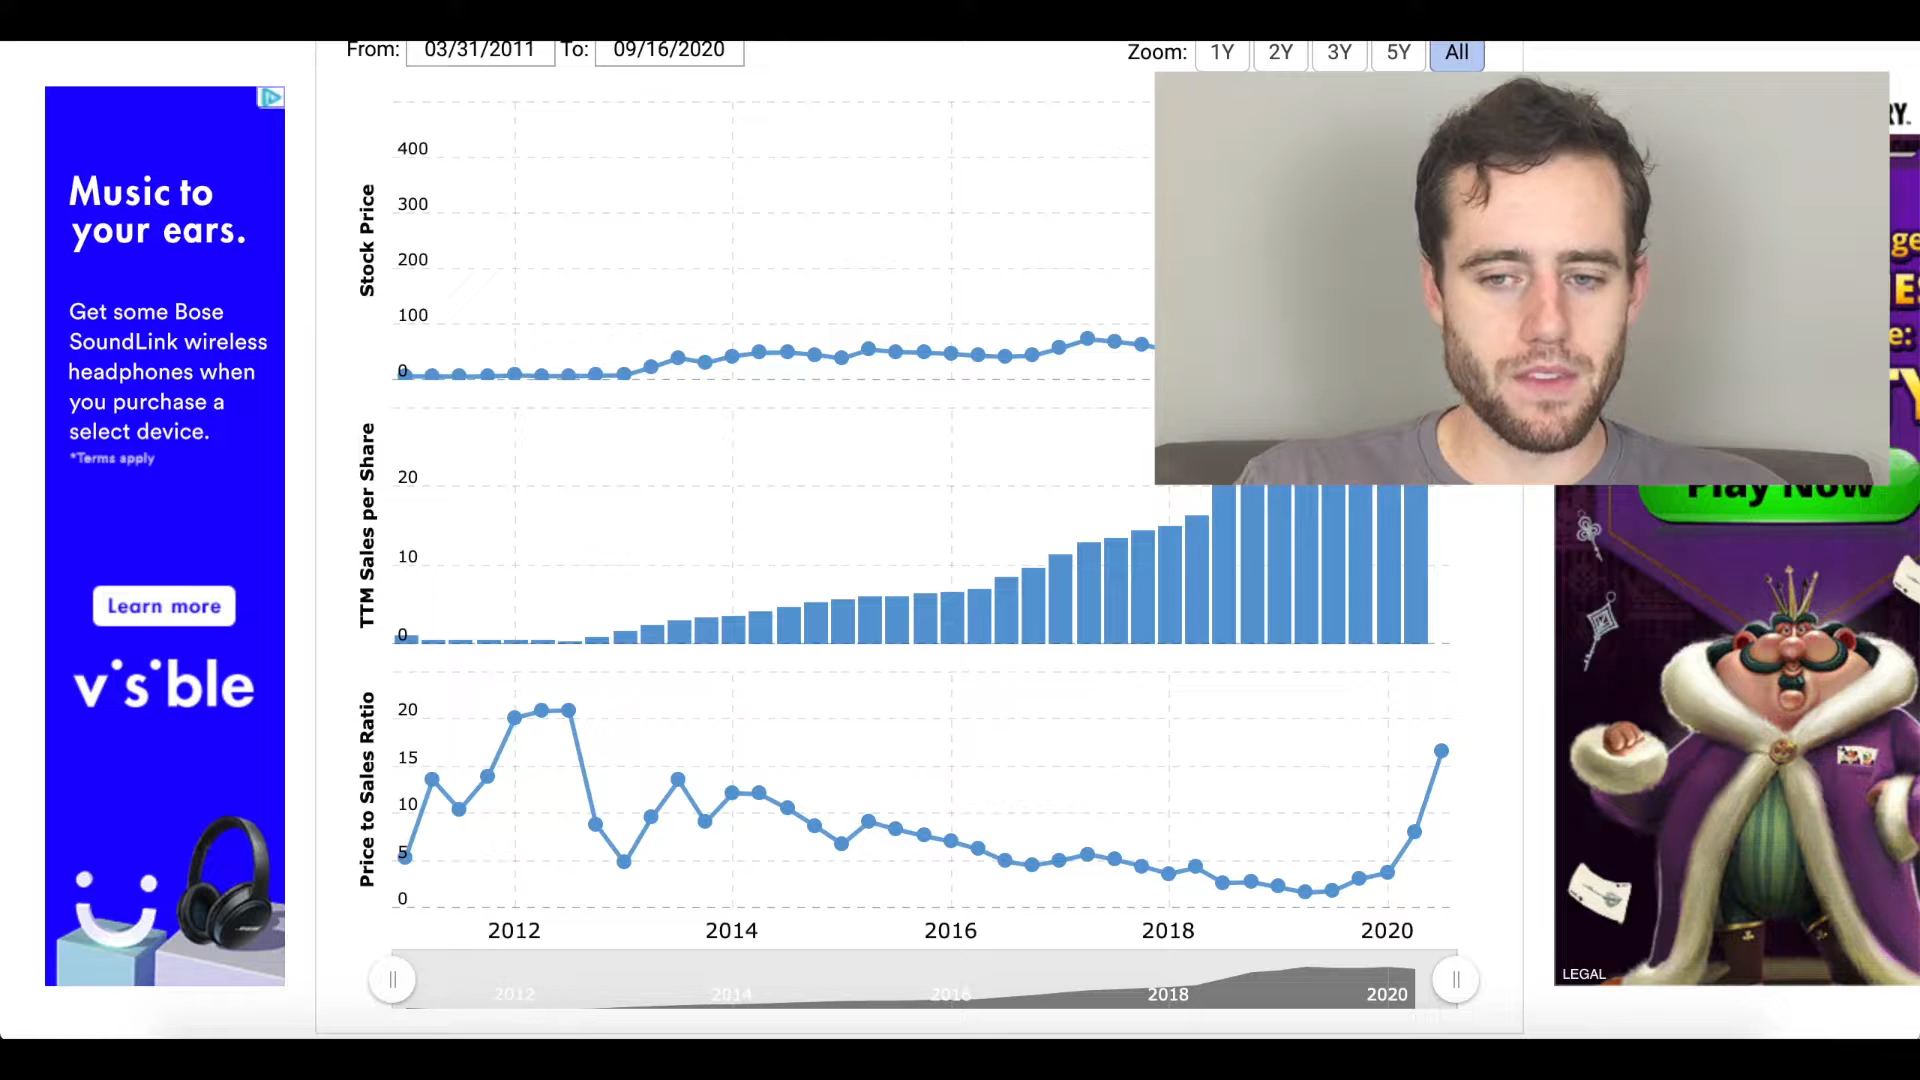 From: 03/31/2011 To: 09/16/2020
Zoom: 1Y 2Y 3Y 5Y All
Music to
your ears.
Get some Bose
SoundLink wireless
headphones when
you purchase a
select device.
*Terms apply
Learn more
visible
Stock Price
400
300
200
100
0
TTM Sales per Share
20
10
0
Price to Sales Ratio
20
15
10
5
0
2012 2014 2016 2018 2020
2012 2014 2016 2018 2020
Play Now
LEGAL